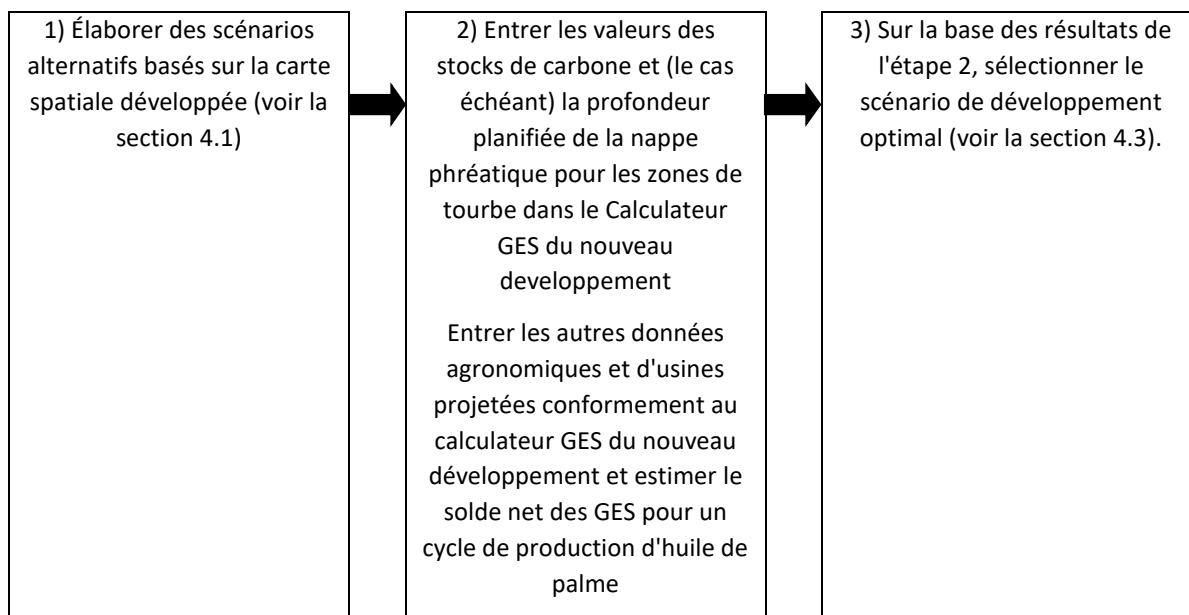 1) Élaborer des scénarios
alternatifs basés sur la carte
spatiale développée (voir la
section 4.1)
2) Entrer les valeurs des
stocks de carbone et (le cas
échéant) la profondeur
planifiée de la nappe
phréatique pour les zones de
tourbe dans le Calculateur
GES du nouveau
developpement
Entrer les autres données
agronomiques et d'usines
projetées conformement au
calculateur GES du nouveau
développement et estimer le
solde net des GES pour un
cycle de production d'huile de
palme
3) Sur la base des résultats de
l'étape 2, sélectionner le
scénario de développement
optimal (voir la section 4.3).